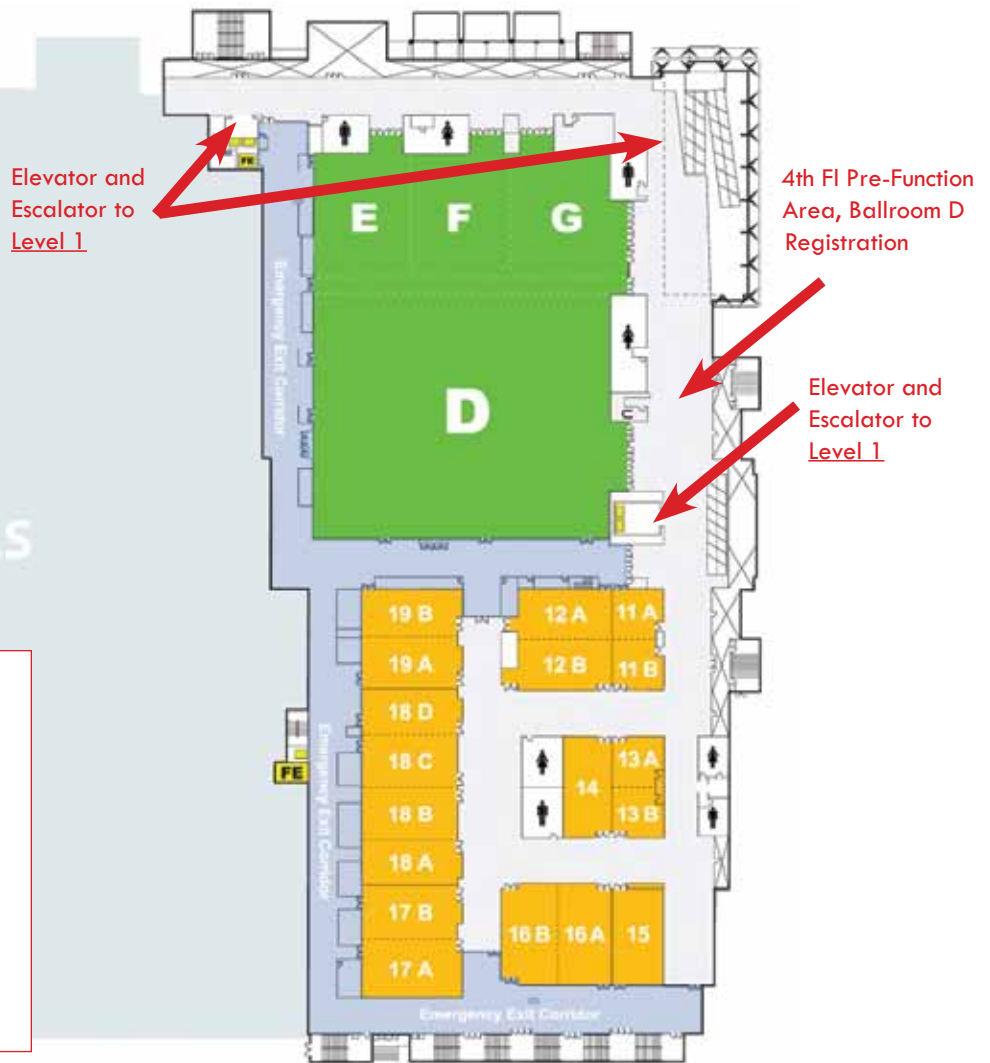 Elevator and
Escalator to
Level 1
4th Fl Pre-Function
Area, Ballroom D
Registration
Elevator and
Escalator to
Level 1
FE
E
F
G
D
Emergency Exit Corridor
S
19 B
12 A
11 A
19 A
12 B
11 B
18 D
18 C
13 A
14
FE
18 B
13 B
18 A
Emergency Exit Corridor
17 B
16 B
16 A
15
17 A
Emergency Exit Corridor